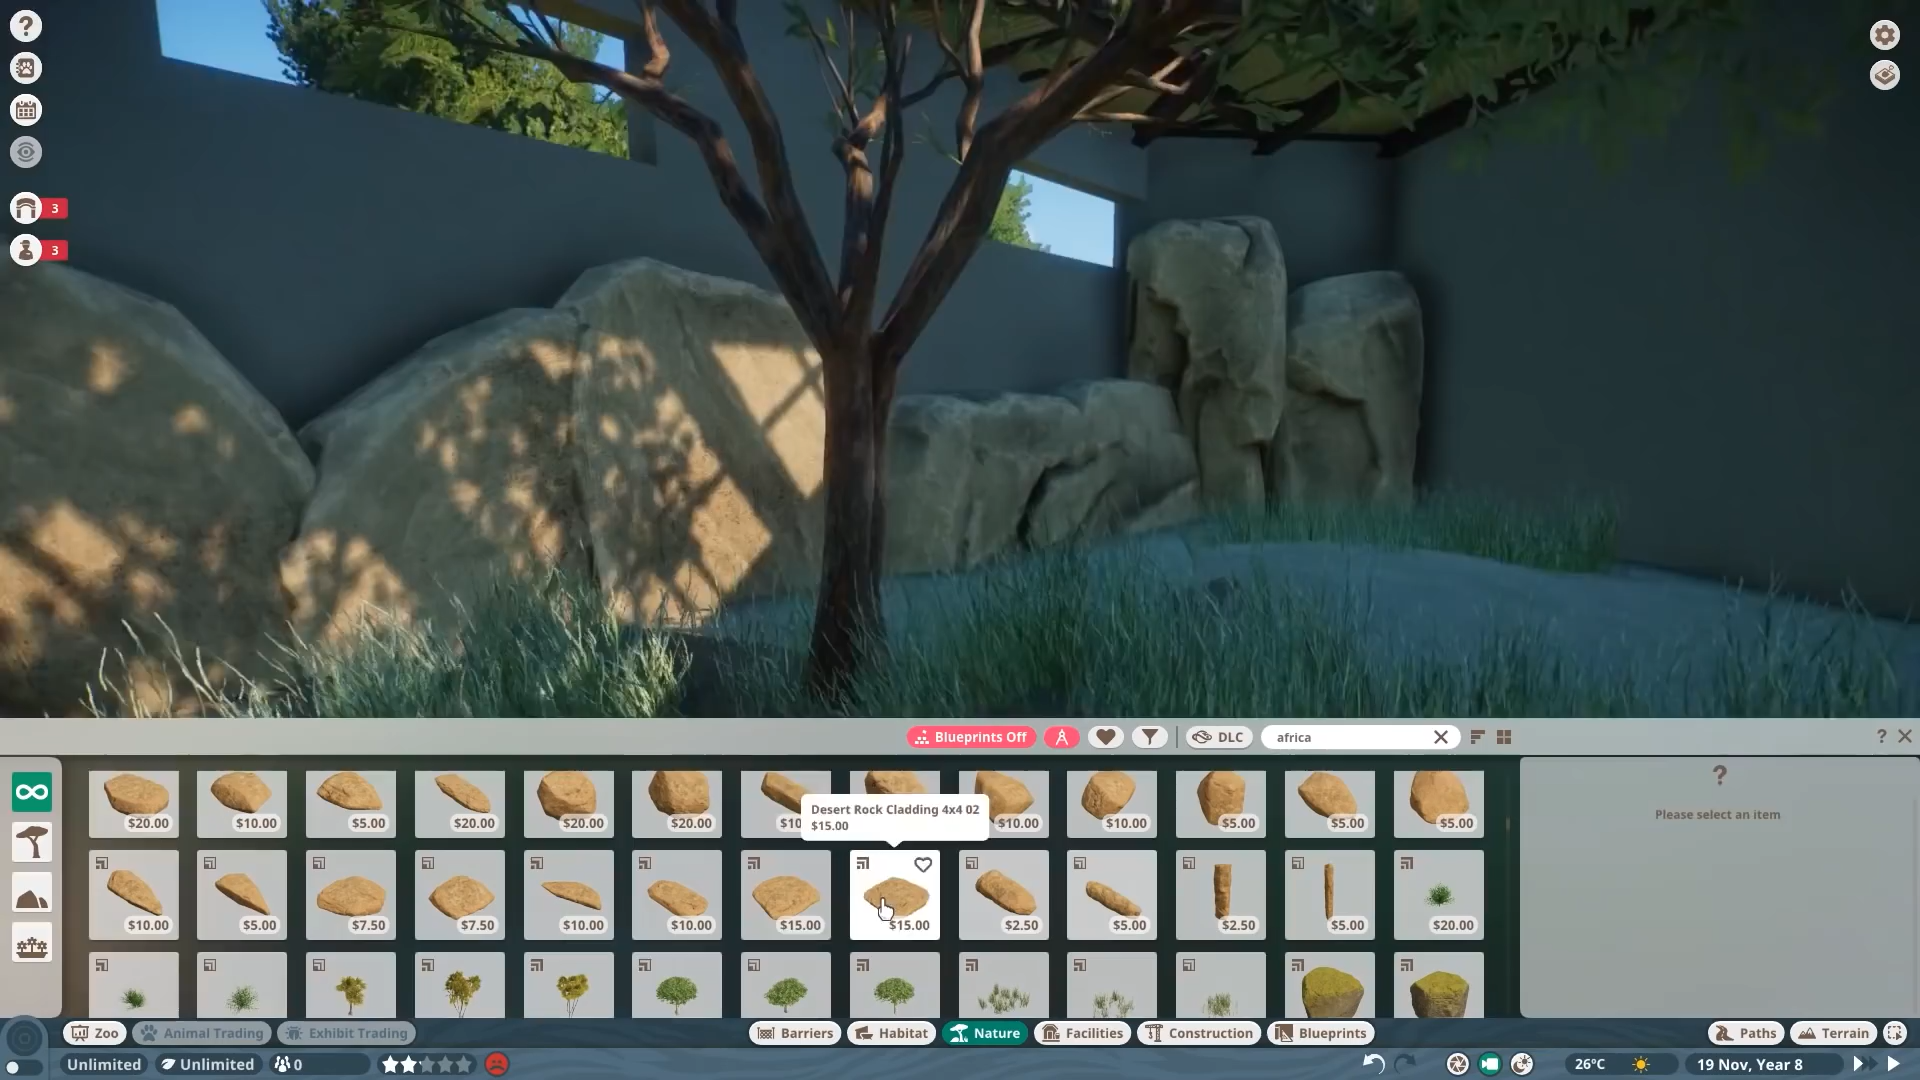 ?
3
3
Blueprints Off
DLC
africa
?
$20.00 $10.00 $5.00 $20.00 $20.00 $20.00 $10 $10.00 $10.00 $5.00 $5.00 $5.00
Desert Rock Cladding 4x4 02
$15.00
$10.00 $5.00 $7.50 $7.50 $10.00 $10.00 $15.00 $15.00 $2.50 $5.00 $2.50 $5.00 $20.00
?
Please select an item
Zoo Animal Trading Exhibit Trading Barriers Habitat Nature Facilities Construction Blueprints Paths Terrain
Unlimited Unlimited 0 26°C 19 Nov, Year 8